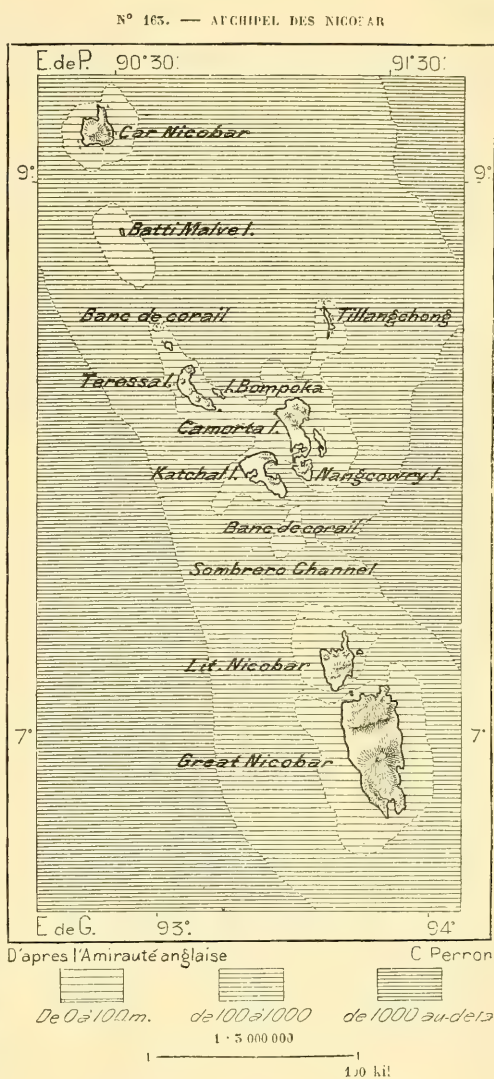 N° 163. — ARCHIPEL DES NICOBAR
E. de P. 90°30' 91°30'
Car Nicobar
9° 9°
Batti Malve I.
Banc de corail Tillangchong
Teressa I. I. Bompoka
Camorta I.
Katchal I. Nangcowry I.
Banc de corail
Sombrero Channel
Lit. Nicobar
7° 7°
Great Nicobar
E. de G. 93° 94°
D'après l'Amirauté anglaise C. Perron
De 0 à 100 m. de 100 à 1000 de 1000 au-delà
1 : 3 000 000
100 kil.